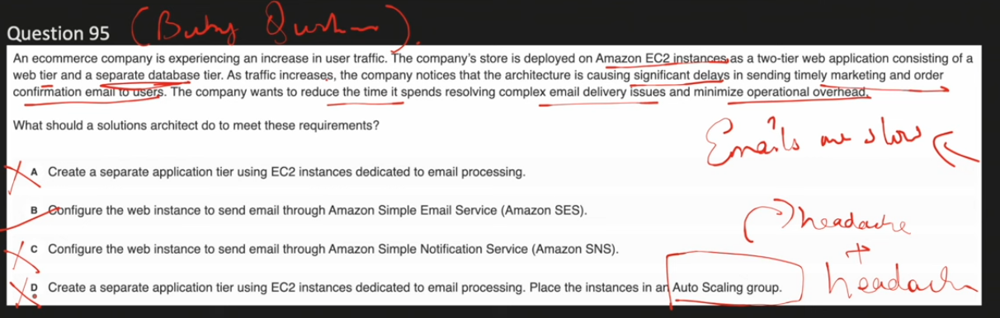 Question 95 (Baby Question).
An ecommerce company is experiencing an increase in user traffic. The company's store is deployed on Amazon EC2 instances as a two-tier web application consisting of a
web tier and a separate database tier. As traffic increases, the company notices that the architecture is causing significant delays in sending timely marketing and order
confirmation email to users. The company wants to reduce the time it spends resolving complex email delivery issues and minimize operational overhead.
What should a solutions architect do to meet these requirements?
Emails are slow
A Create a separate application tier using EC2 instances dedicated to email processing.
B Configure the web instance to send email through Amazon Simple Email Service (Amazon SES).
headache
+
C Configure the web instance to send email through Amazon Simple Notification Service (Amazon SNS).
headach
D Create a separate application tier using EC2 instances dedicated to email processing. Place the instances in an Auto Scaling group.